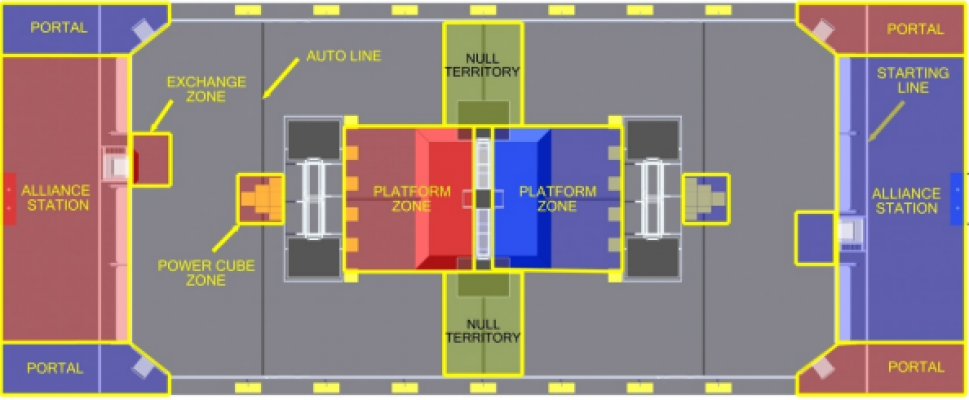 PORTAL
AUTO LINE
NULL
TERRITORY
PORTAL
EXCHANGE
ZONE
STARTING
LINE
ALLIANCE
STATION
PLATFORM
ZONE
PLATFORM
ZONE
ALLIANCE
STATION
POWER CUBE
ZONE
NULL
TERRITORY
PORTAL
PORTAL